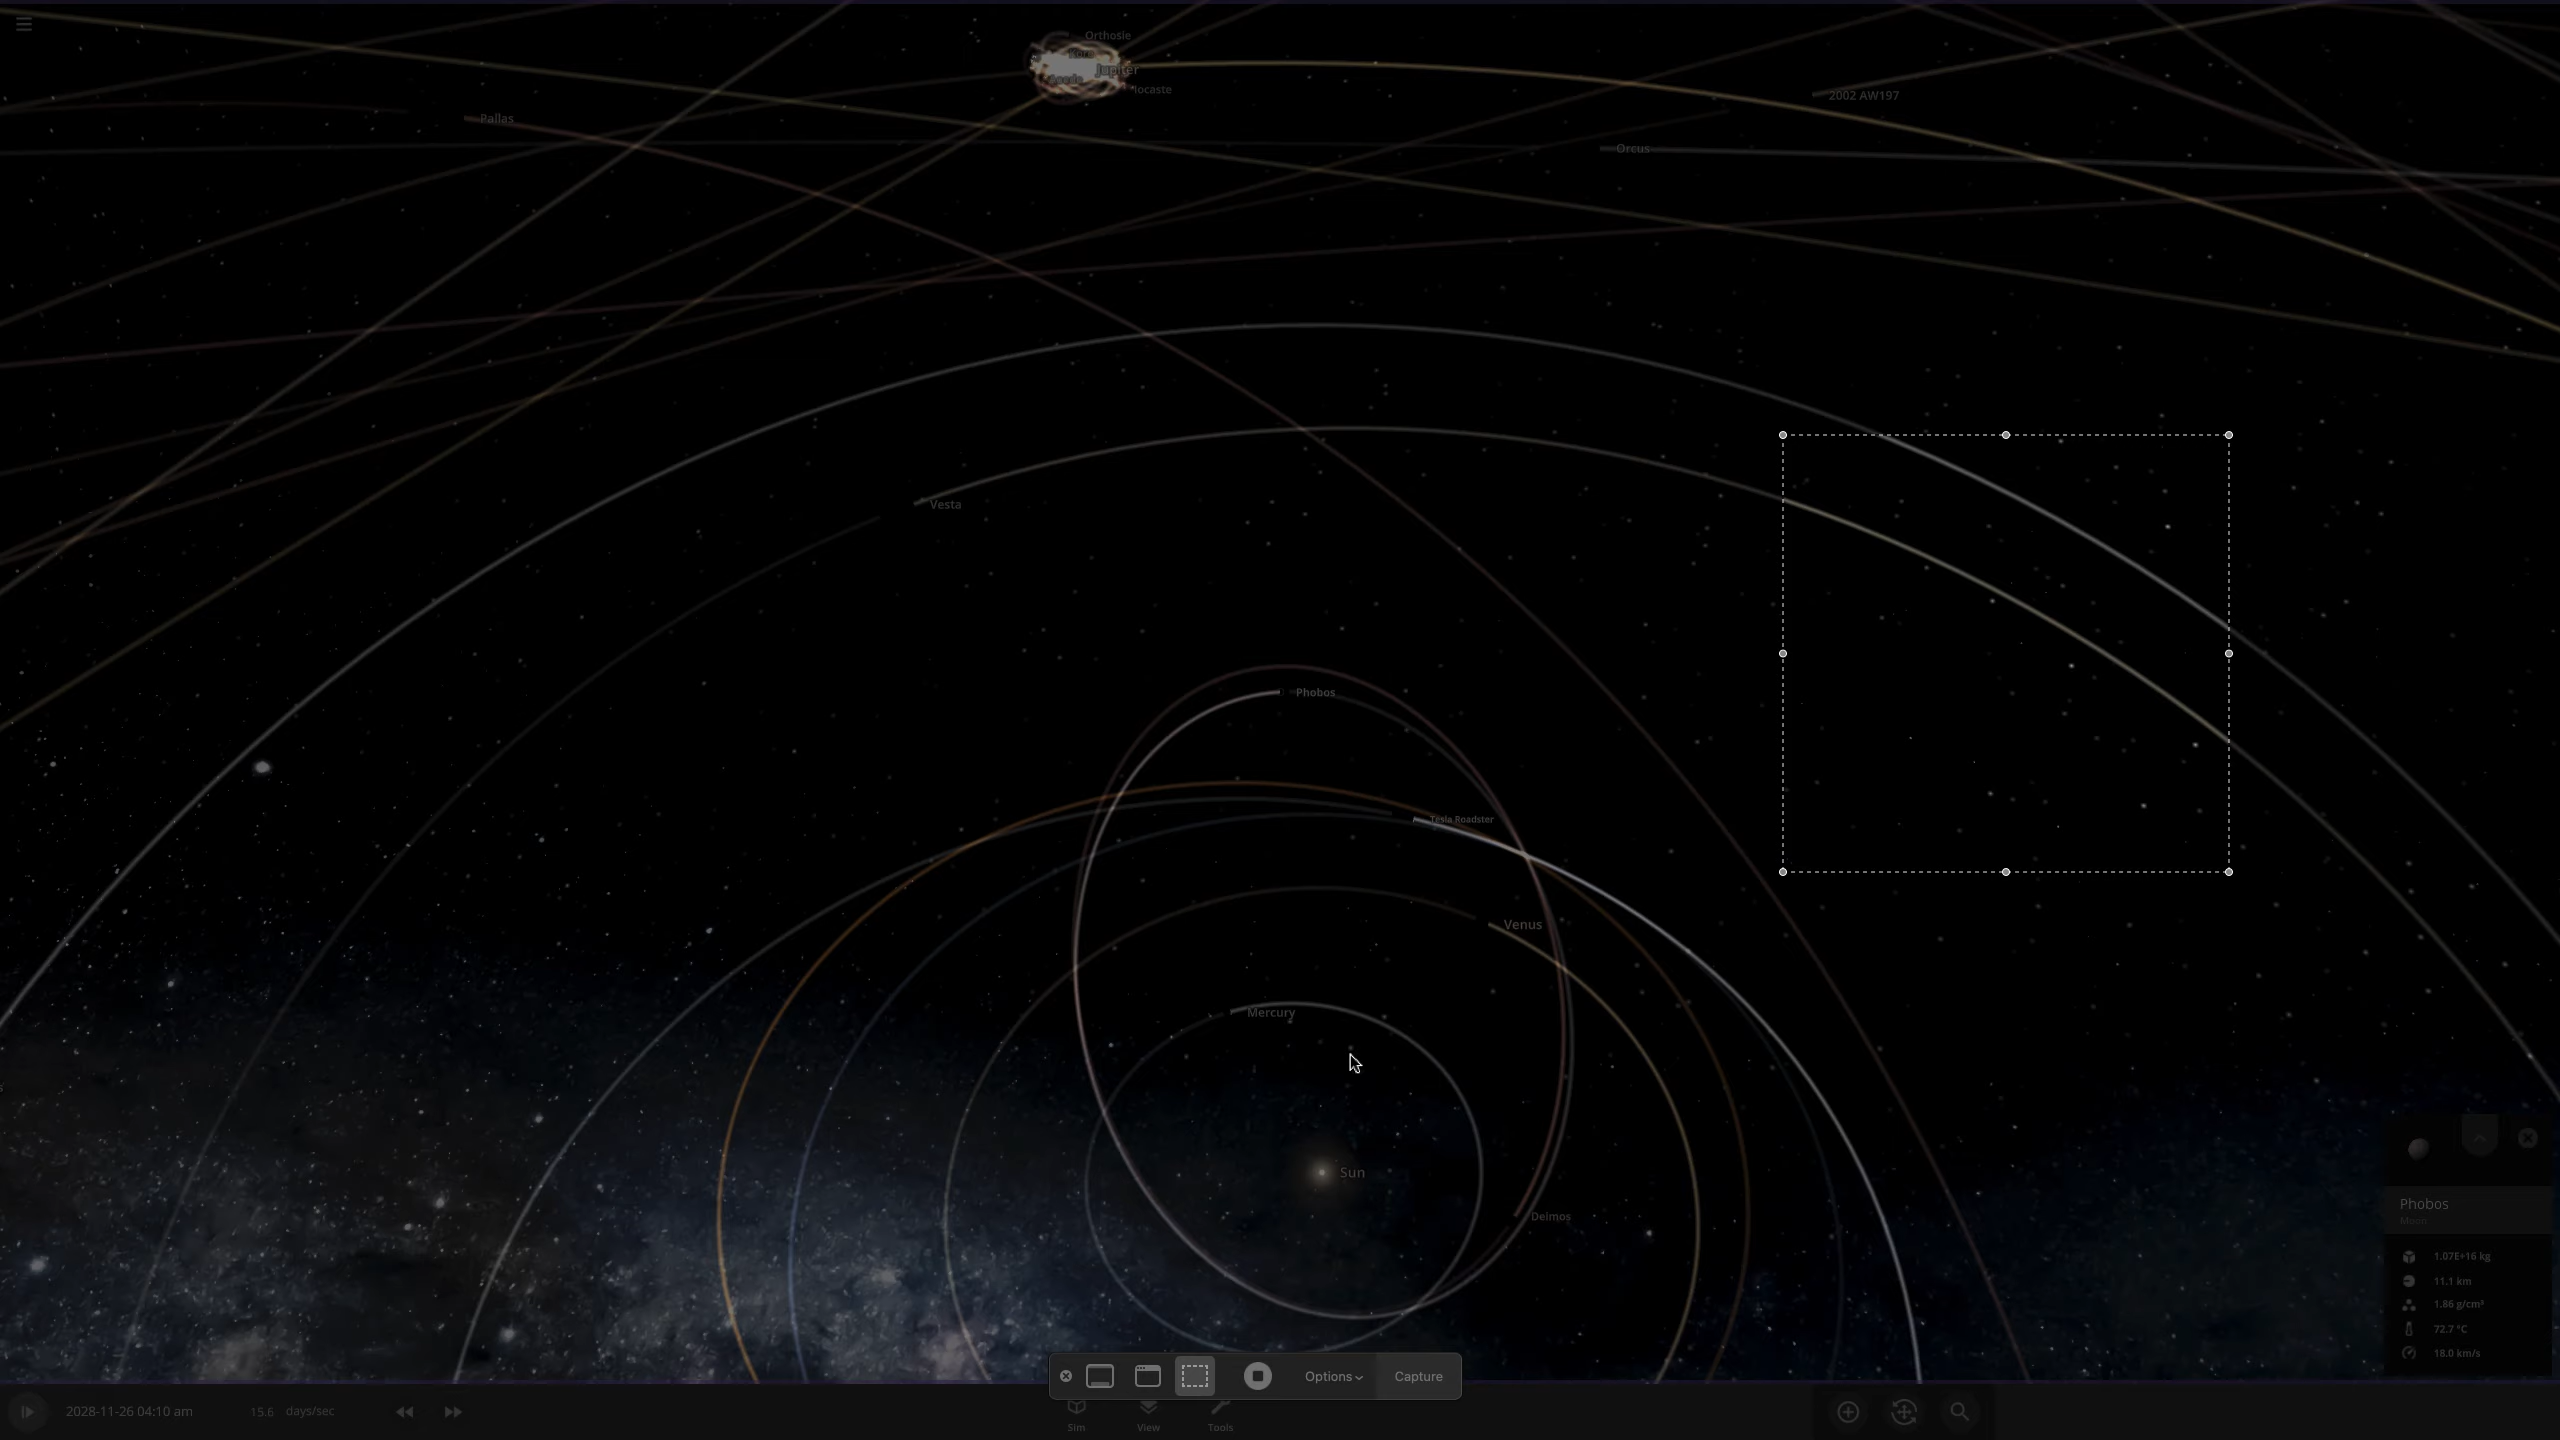 Orthosie
Jupiter
Iocaste
2002 AW197
Pallas
Orcus
Vesta
Phobos
Tesla Roadster
Venus
Mercury
Sun
Deimos
Phobos
Moon
1.07E+16 kg
11.1 km
1.86 g/cm³
72.7 °C
18.0 km/s
Options
Capture
2028-11-26 04:10 am
15.6 days/sec
Sim
View
Tools